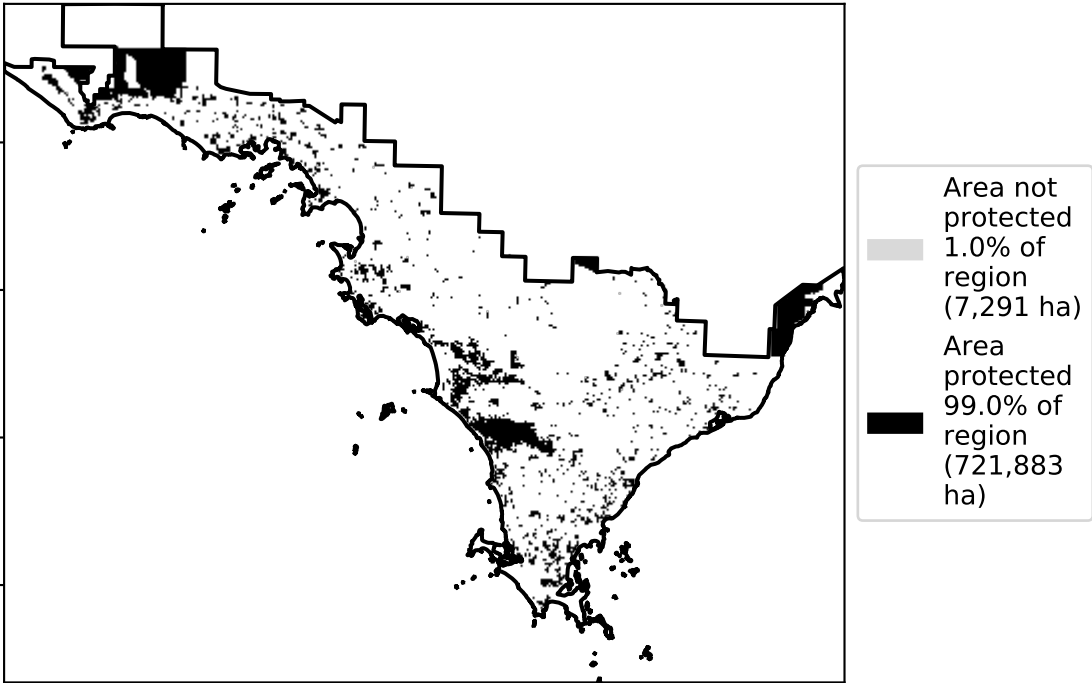 Area not
protected
1.0% of
region
(7,291 ha)
Area
protected
99.0% of
region
(721,883
ha)